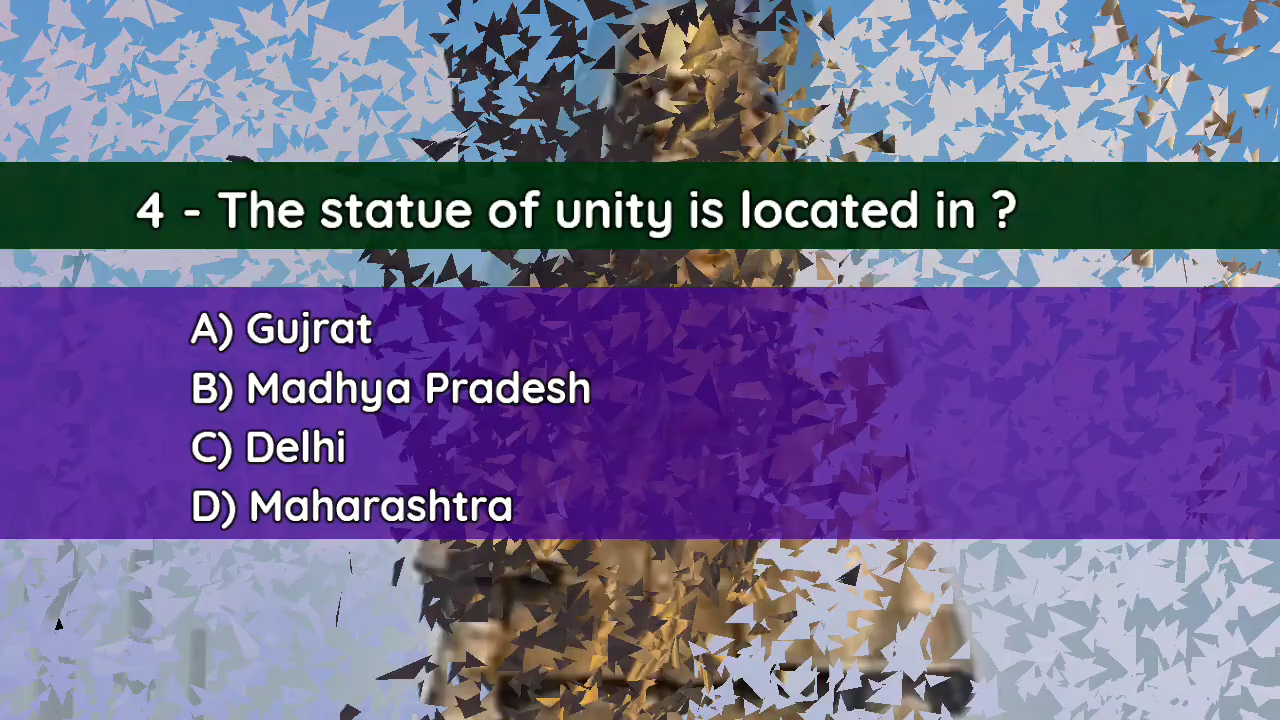 4 - The statue of unity is located in ?
A) Gujrat
B) Madhya Pradesh
C) Delhi
D) Maharashtra